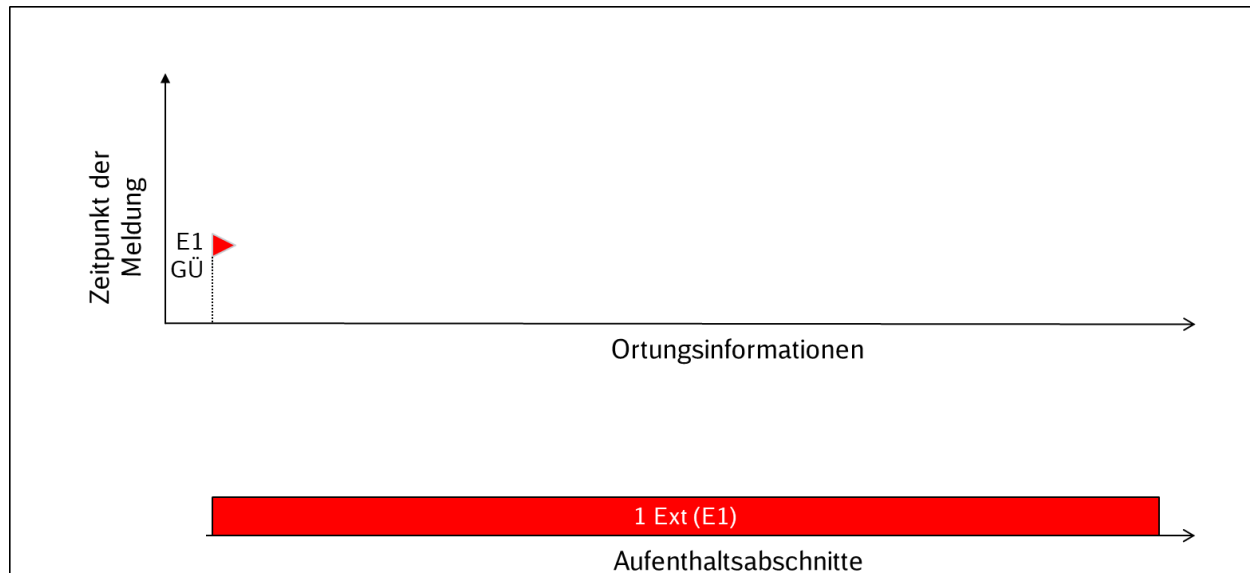 Zeitpunkt der
Meldung
E1
GÜ
Ortungsinformationen
1 Ext (E1)
Aufenthaltsabschnitte